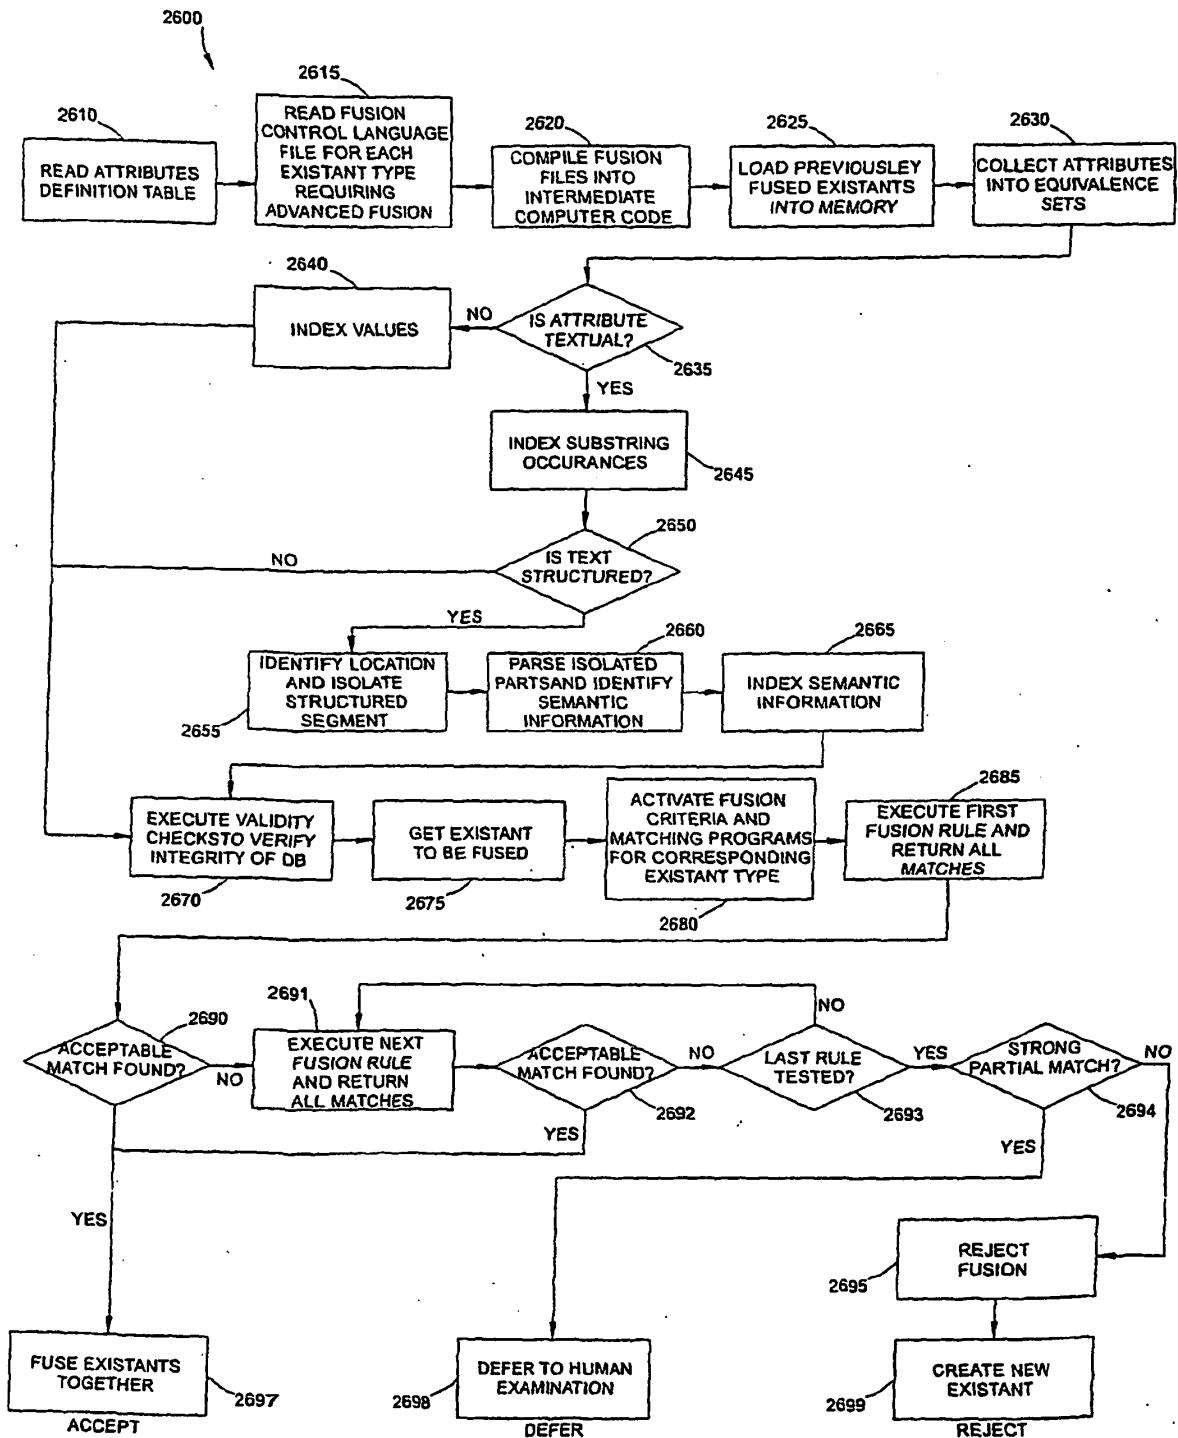 2600
2610
READ ATTRIBUTES
DEFINITION TABLE
2615
READ FUSION
CONTROL LANGUAGE
FILE FOR EACH
EXISTANT TYPE
REQUIRING
ADVANCED FUSION
2620
COMPILE FUSION
FILES INTO
INTERMEDIATE
COMPUTER CODE
2625
LOAD PREVIOUSLEY
FUSED EXISTANTS
INTO MEMORY
2630
COLLECT ATTRIBUTES
INTO EQUIVALENCE
SETS
2640
INDEX VALUES
NO
IS ATTRIBUTE
TEXTUAL?
2635
YES
INDEX SUBSTRING
OCCURANCES
2645
2650
IS TEXT
STRUCTURED?
NO
YES
IDENTIFY LOCATION
AND ISOLATE
STRUCTURED
SEGMENT
2655
2660
PARSE ISOLATED
PARTSAND IDENTIFY
SEMANTIC
INFORMATION
2665
INDEX SEMANTIC
INFORMATION
EXECUTE VALIDITY
CHECKSTO VERIFY
INTEGRITY OF DB
2670
GET EXISTANT
TO BE FUSED
2675
ACTIVATE FUSION
CRITERIA AND
MATCHING PROGRAMS
FOR CORRESPONDING
EXISTANT TYPE
2680
2685
EXECUTE FIRST
FUSION RULE AND
RETURN ALL
MATCHES
2690
ACCEPTABLE
MATCH FOUND?
NO
2691
EXECUTE NEXT
FUSION RULE
AND RETURN
ALL MATCHES
ACCEPTABLE
MATCH FOUND?
2692
NO
YES
NO
LAST RULE
TESTED?
2693
YES
STRONG
PARTIAL MATCH?
2694
NO
YES
YES
REJECT
FUSION
2695
FUSE EXISTANTS
TOGETHER
2697
ACCEPT
DEFER TO HUMAN
EXAMINATION
2698
DEFER
CREATE NEW
EXISTANT
2699
REJECT